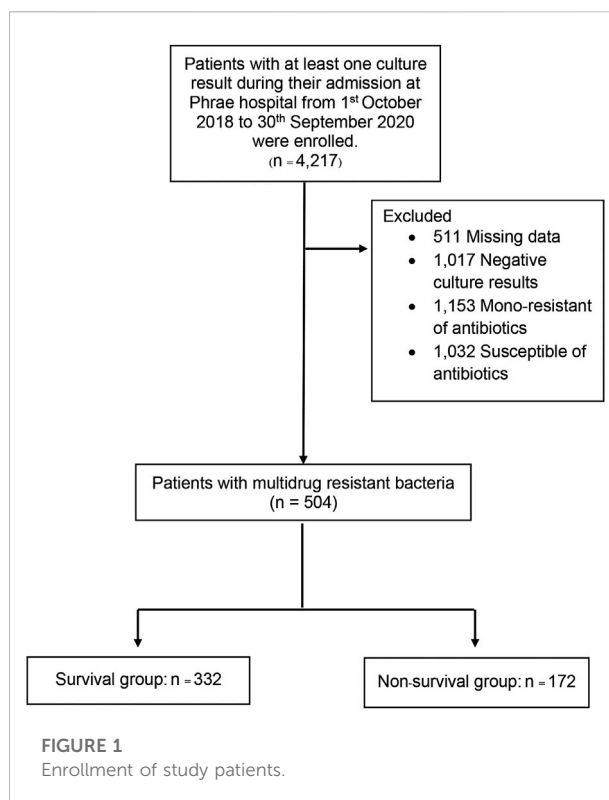 Patients with at least one culture
result during their admission at
Phrae hospital from 1st October
2018 to 30th September 2020
were enrolled.
(n = 4,217)
Excluded
• 511 Missing data
• 1,017 Negative
culture results
• 1,153 Mono-resistant
of antibiotics
• 1,032 Susceptible of
antibiotics
Patients with multidrug resistant bacteria
(n = 504)
Survival group: n = 332
Non-survival group: n = 172
FIGURE 1
Enrollment of study patients.